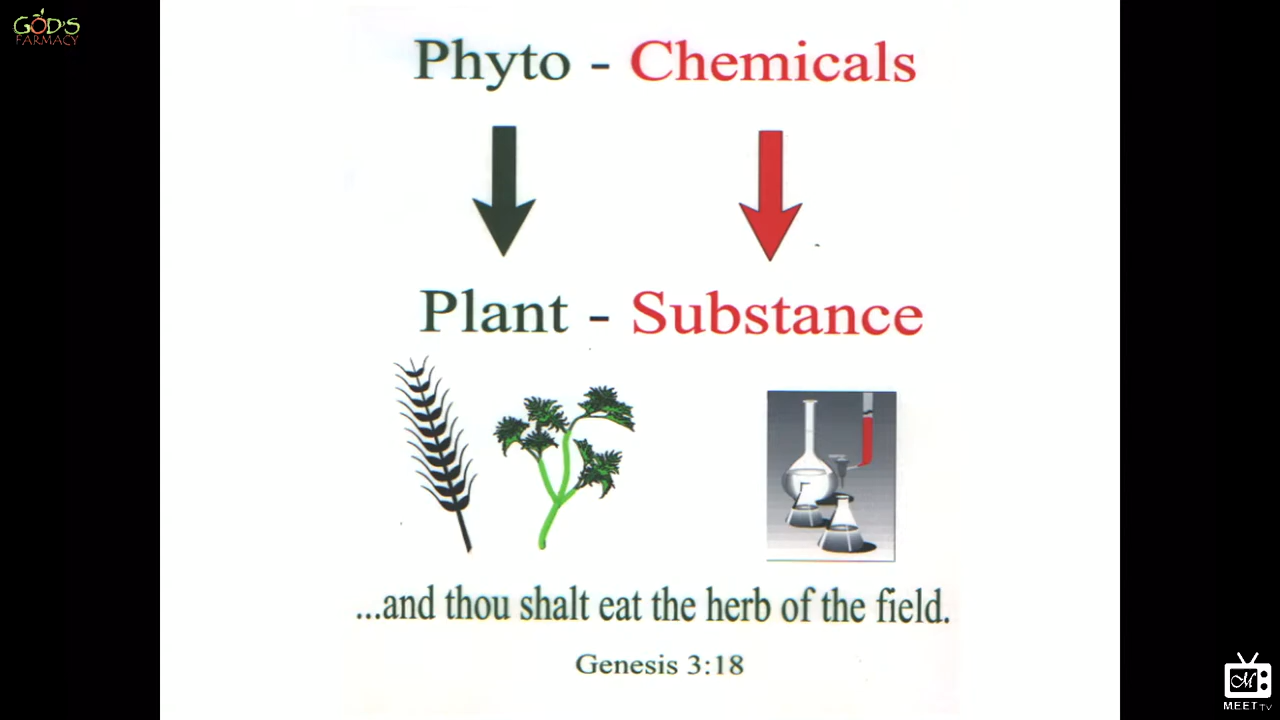 GOD'S
FARMACY
Phyto - Chemicals
Plant - Substance
...and thou shalt eat the herb of the field.
Genesis 3:18
M
MEET TV